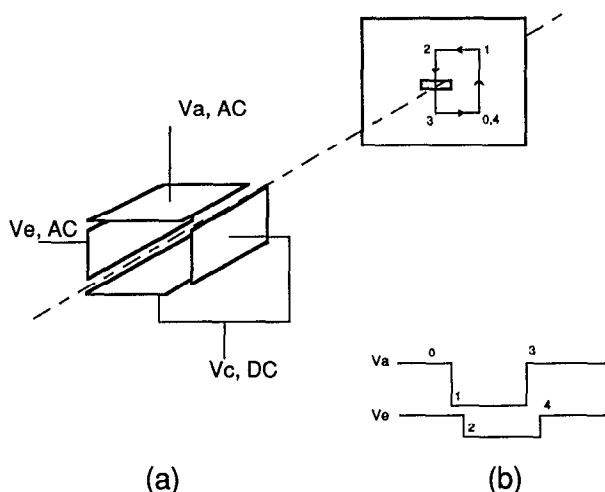 2 1
3 0,4
Va, AC
Ve, AC
Vc, DC
0 3
Va
1 4
Ve
2
(a) (b)